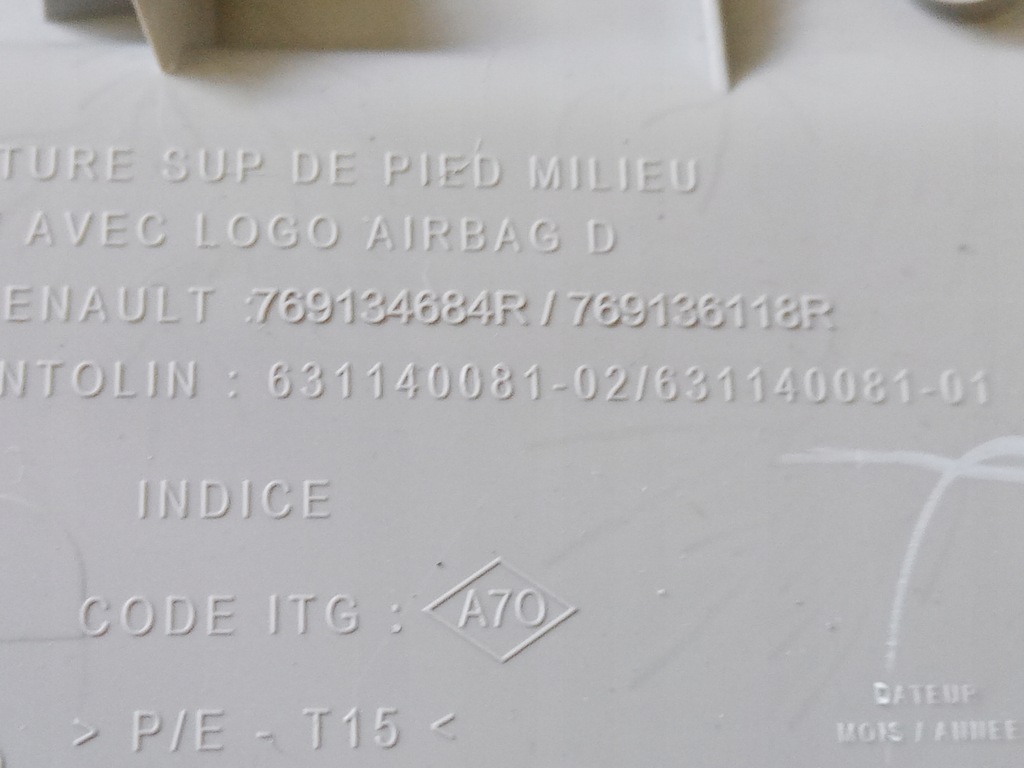 TURE SUP DE PIED MILIEU
AVEC LOGO AIRBAG D
ENAULT :769134684R / 769136118R
NTOLIN : 631140081-02/631140081-01
INDICE
CODE ITG : A7O
> P/E - T15 <
DATEUR
MOIS / ANNEE